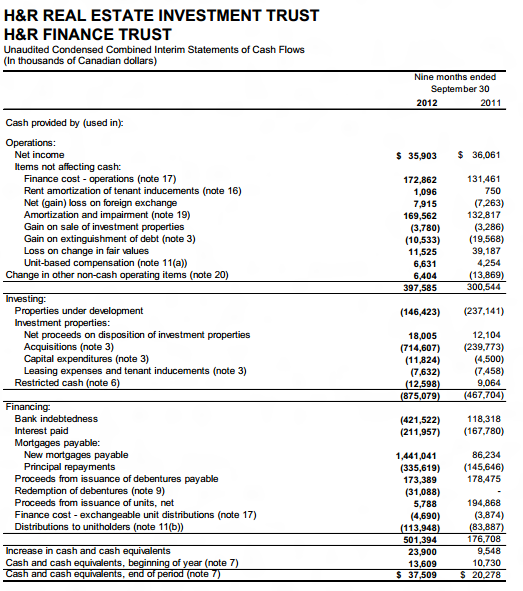 H&R REAL ESTATE INVESTMENT TRUST
H&R FINANCE TRUST
Unaudited Condensed Combined Interim Statements of Cash Flows
(In thousands of Canadian dollars)
Nine months ended
September 30
2012 2011
Cash provided by (used in):
Operations:
Net income $ 35,903 $ 36,061
Items not affecting cash:
Finance cost - operations (note 17) 172,862 131,461
Rent amortization of tenant inducements (note 16) 1,096 750
Net (gain) loss on foreign exchange 7,915 (7,263)
Amortization and impairment (note 19) 169,562 132,817
Gain on sale of investment properties (3,780) (3,286)
Gain on extinguishment of debt (note 3) (10,533) (19,568)
Loss on change in fair values 11,525 39,187
Unit-based compensation (note 11(a)) 6,631 4,254
Change in other non-cash operating items (note 20) 6,404 (13,869)
397,585 300,544
Investing:
Properties under development (146,423) (237,141)
Investment properties:
Net proceeds on disposition of investment properties 18,005 12,104
Acquisitions (note 3) (714,607) (239,773)
Capital expenditures (note 3) (11,824) (4,500)
Leasing expenses and tenant inducements (note 3) (7,632) (7,458)
Restricted cash (note 6) (12,598) 9,064
(875,079) (467,704)
Financing:
Bank indebtedness (421,522) 118,318
Interest paid (211,957) (167,780)
Mortgages payable:
New mortgages payable 1,441,041 86,234
Principal repayments (335,619) (145,646)
Proceeds from issuance of debentures payable 173,389 178,475
Redemption of debentures (note 9) (31,088) -
Proceeds from issuance of units, net 5,788 194,868
Finance cost - exchangeable unit distributions (note 17) (4,690) (3,874)
Distributions to unitholders (note 11(b)) (113,948) (83,887)
501,394 176,708
Increase in cash and cash equivalents 23,900 9,548
Cash and cash equivalents, beginning of year (note 7) 13,609 10,730
Cash and cash equivalents, end of period (note 7) $ 37,509 $ 20,278